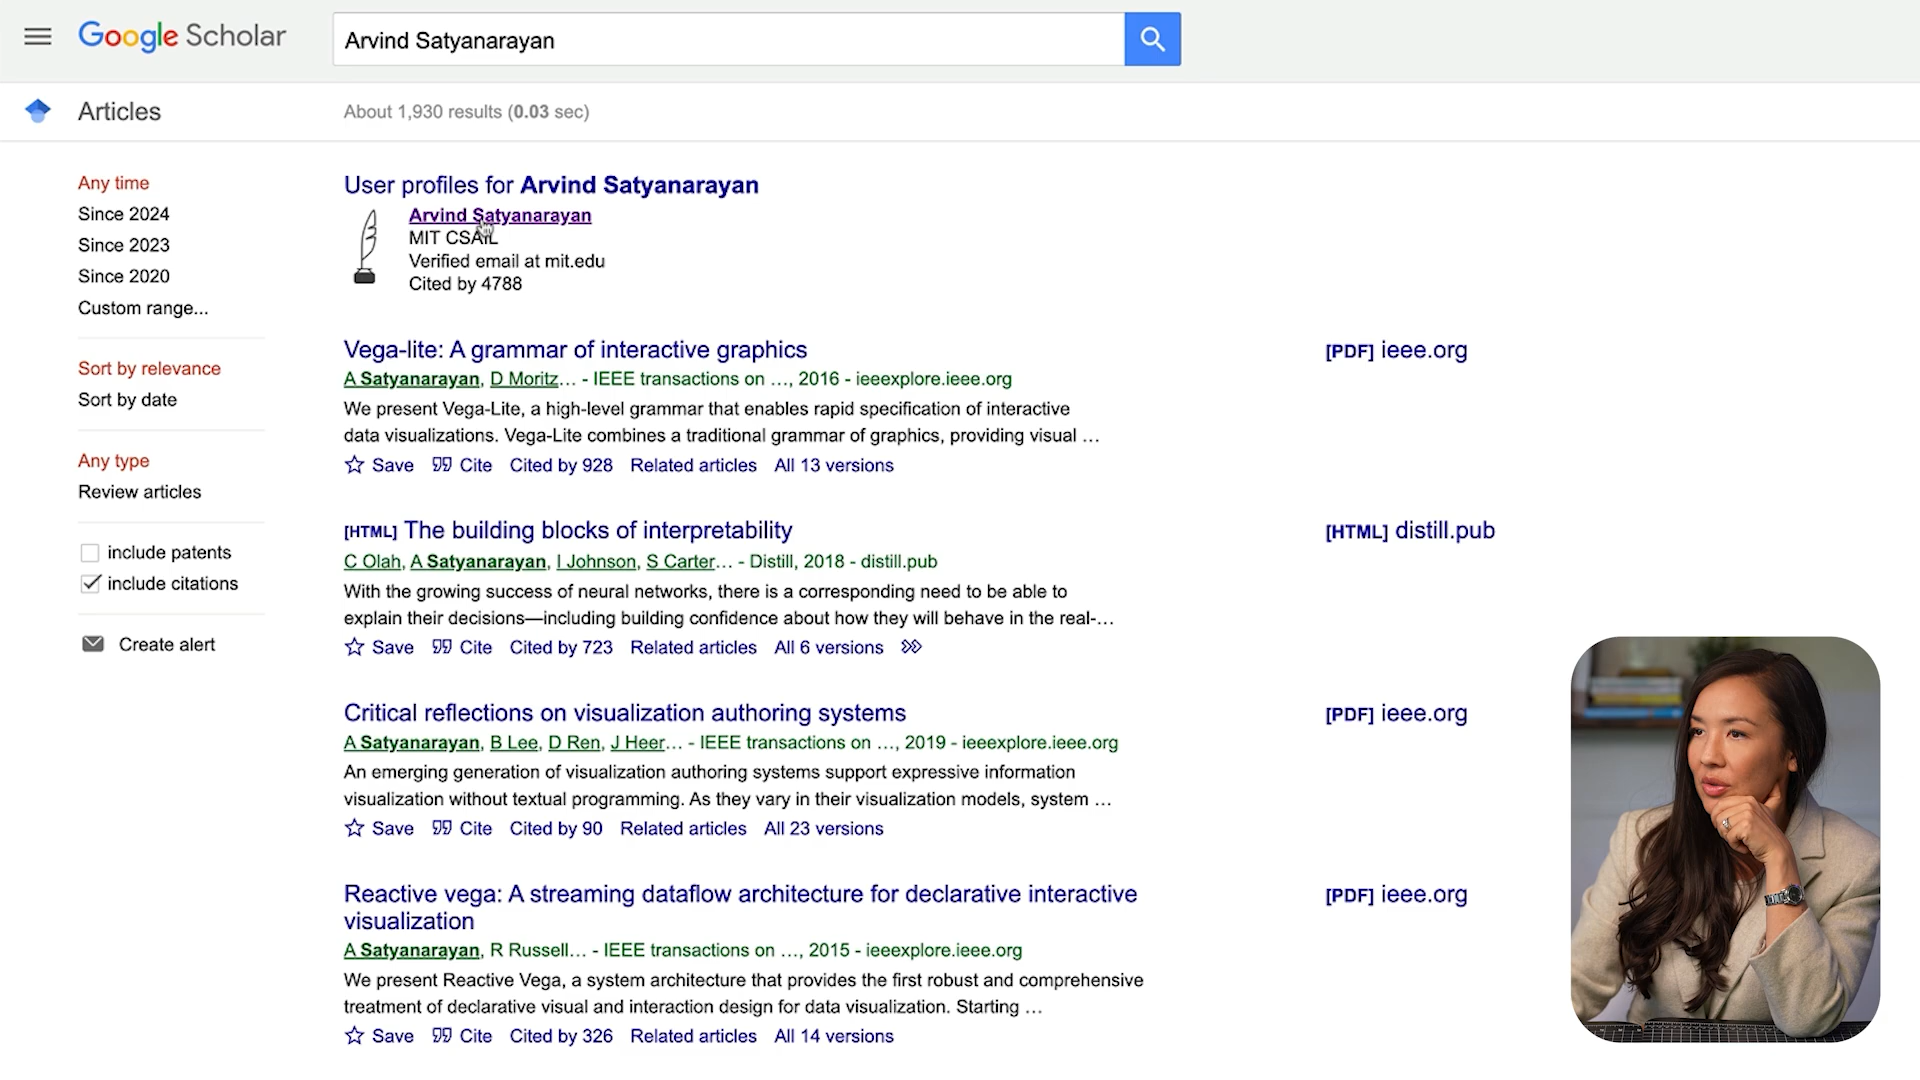 Google Scholar
Arvind Satyanarayan
Articles
About 1,930 results (0.03 sec)
Any time
Since 2024
Since 2023
Since 2020
Custom range...
Sort by relevance
Sort by date
Any type
Review articles
include patents
include citations
Create alert
User profiles for Arvind Satyanarayan
Arvind Satyanarayan
MIT CSAIL
Verified email at mit.edu
Cited by 4788
Vega-lite: A grammar of interactive graphics
[PDF] ieee.org
A Satyanarayan, D Moritz… - IEEE transactions on …, 2016 - ieeexplore.ieee.org
We present Vega-Lite, a high-level grammar that enables rapid specification of interactive
data visualizations. Vega-Lite combines a traditional grammar of graphics, providing visual …
Save Cite Cited by 928 Related articles All 13 versions
[HTML] The building blocks of interpretability
[HTML] distill.pub
C Olah, A Satyanarayan, I Johnson, S Carter… - Distill, 2018 - distill.pub
With the growing success of neural networks, there is a corresponding need to be able to
explain their decisions—including building confidence about how they will behave in the real-…
Save Cite Cited by 723 Related articles All 6 versions
Critical reflections on visualization authoring systems
[PDF] ieee.org
A Satyanarayan, B Lee, D Ren, J Heer… - IEEE transactions on …, 2019 - ieeexplore.ieee.org
An emerging generation of visualization authoring systems support expressive information
visualization without textual programming. As they vary in their visualization models, system …
Save Cite Cited by 90 Related articles All 23 versions
Reactive vega: A streaming dataflow architecture for declarative interactive
visualization
[PDF] ieee.org
A Satyanarayan, R Russell… - IEEE transactions on …, 2015 - ieeexplore.ieee.org
We present Reactive Vega, a system architecture that provides the first robust and comprehensive
treatment of declarative visual and interaction design for data visualization. Starting …
Save Cite Cited by 326 Related articles All 14 versions